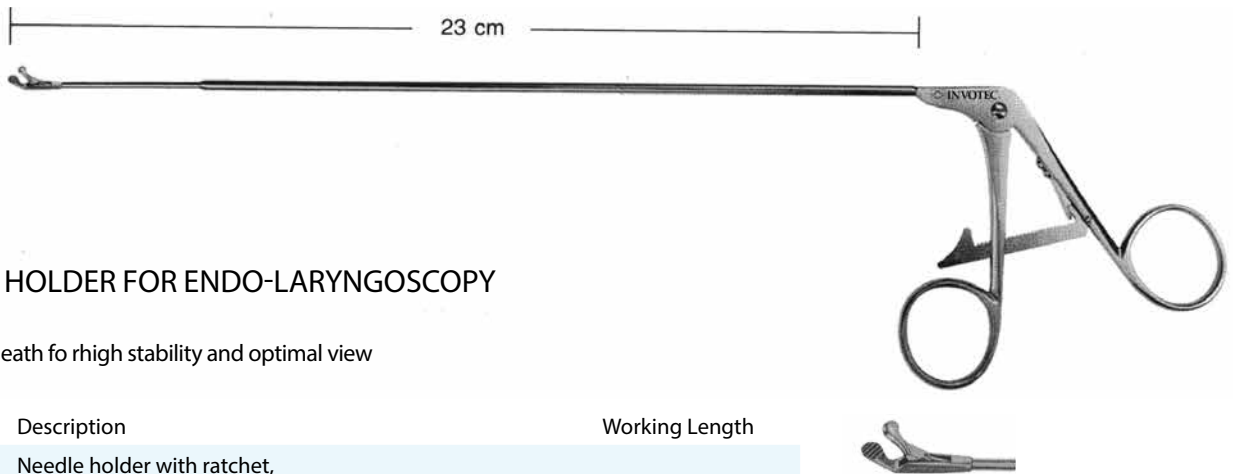 23 cm
INVOTEC
HOLDER FOR ENDO-LARYNGOSCOPY
eath fo rhigh stability and optimal view
Description Working Length
Needle holder with ratchet,